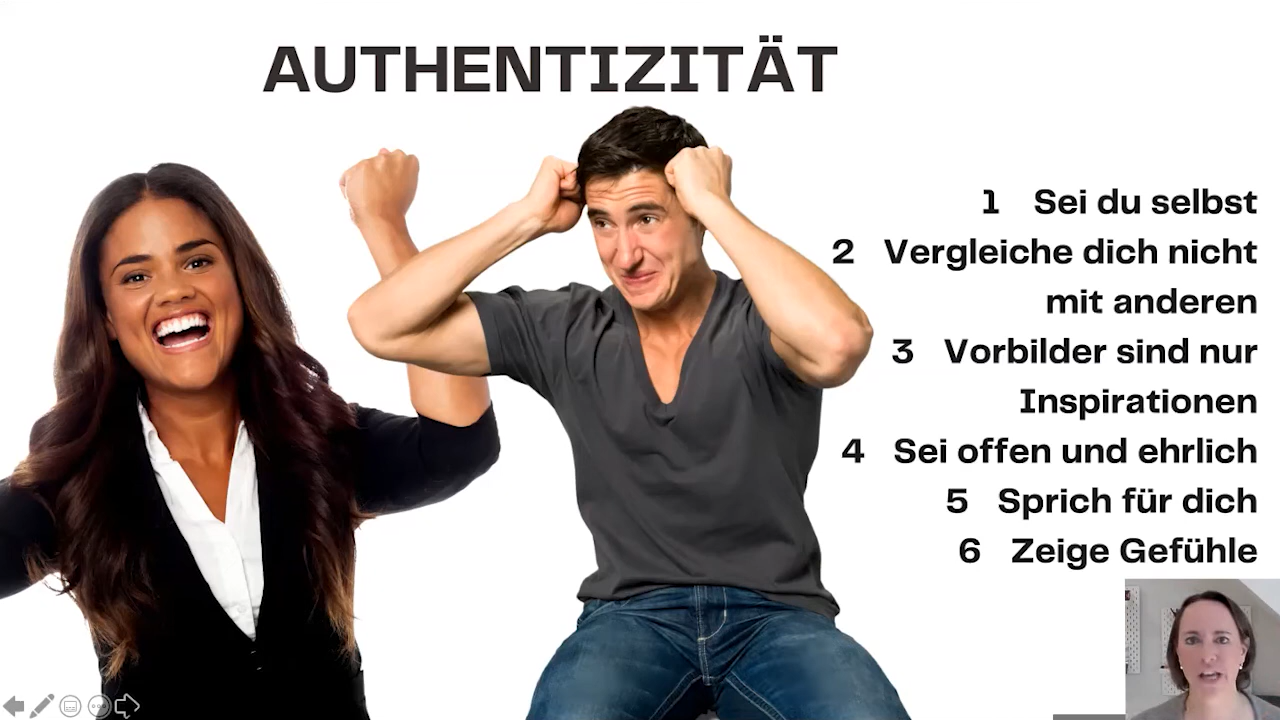 AUTHENTIZITÄT
1 Sei du selbst
2 Vergleiche dich nicht
mit anderen
3 Vorbilder sind nur
Inspirationen
4 Sei offen und ehrlich
5 Sprich für dich
6 Zeige Gefühle